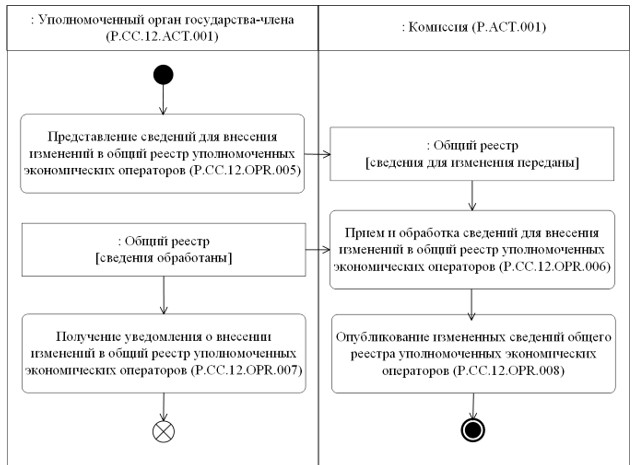 : Уполномоченный орган государства-члена
(P.CC.12.ACT.001)
: Комиссия (P.ACT.001)
Представление сведений для внесения
изменений в общий реестр уполномоченных
экономических операторов (P.CC.12.OPR.005)
: Общий реестр
[сведения для изменения переданы]
: Общий реестр
[сведения обработаны]
Прием и обработка сведений для внесения
изменений в общий реестр уполномоченных
экономических операторов (P.CC.12.OPR.006)
Получение уведомления о внесении
изменений в общий реестр уполномоченных
экономических операторов (P.CC.12.OPR.007)
Опубликование измененных сведений общего
реестра уполномоченных экономических
операторов (P.CC.12.OPR.008)